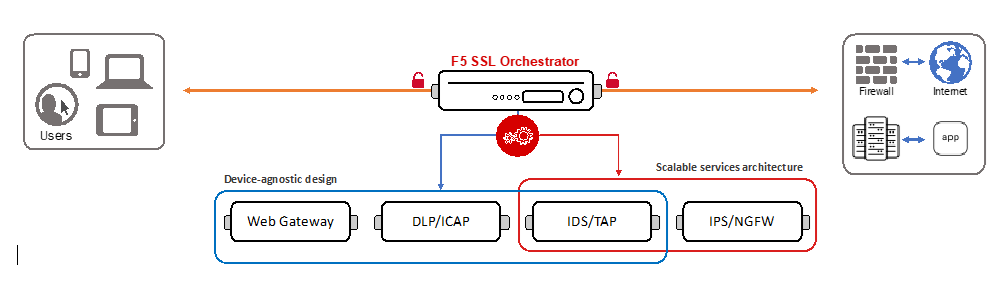 F5 SSL Orchestrator
Users
Firewall
Internet
app
Device-agnostic design
Scalable services architecture
Web Gateway
DLP/ICAP
IDS/TAP
IPS/NGFW